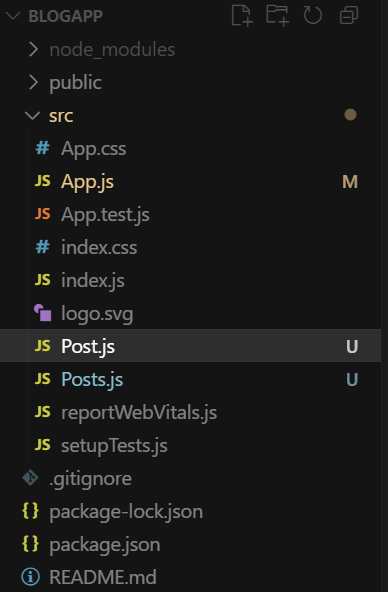 BLOGAPP
node_modules
public
src
# App.css
JS App.js M
JS App.test.js
# index.css
JS index.js
logo.svg
JS Post.js U
JS Posts.js U
JS reportWebVitals.js
JS setupTests.js
.gitignore
{} package-lock.json
{} package.json
README.md